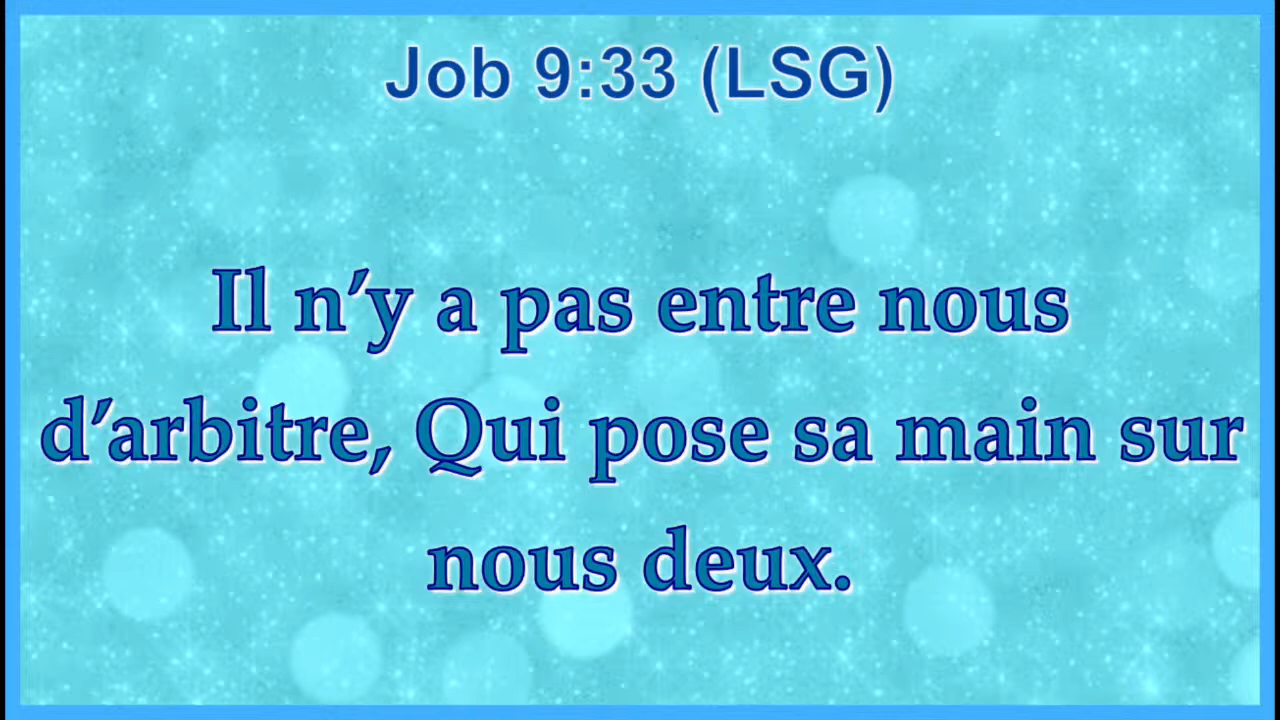 Job 9:33 (LSG)
Il n’y a pas entre nous
d’arbitre, Qui pose sa main sur
nous deux.